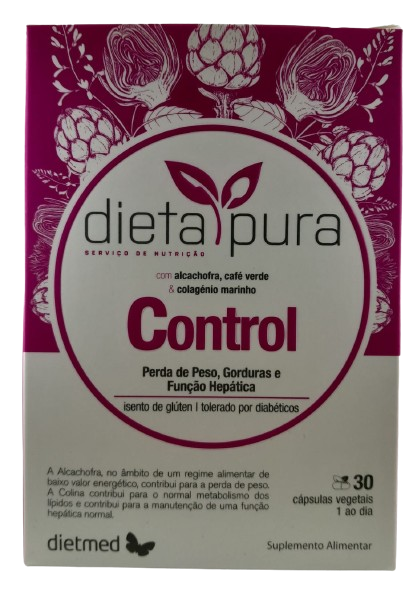 dieta pura
SERVIÇO DE NUTRIÇÃO
com alcachofra, café verde
& colagénio marinho
Control
Perda de Peso, Gorduras e
Função Hepática
isento de glúten | tolerado por diabéticos
A Alcachofra, no âmbito de um regime alimentar de
baixo valor energético, contribui para a perda de peso.
A Colina contribui para o normal metabolismo dos
lípidos e contribui para a manutenção de uma função
hepática normal.
30
cápsulas vegetais
1 ao dia
dietmed
Suplemento Alimentar